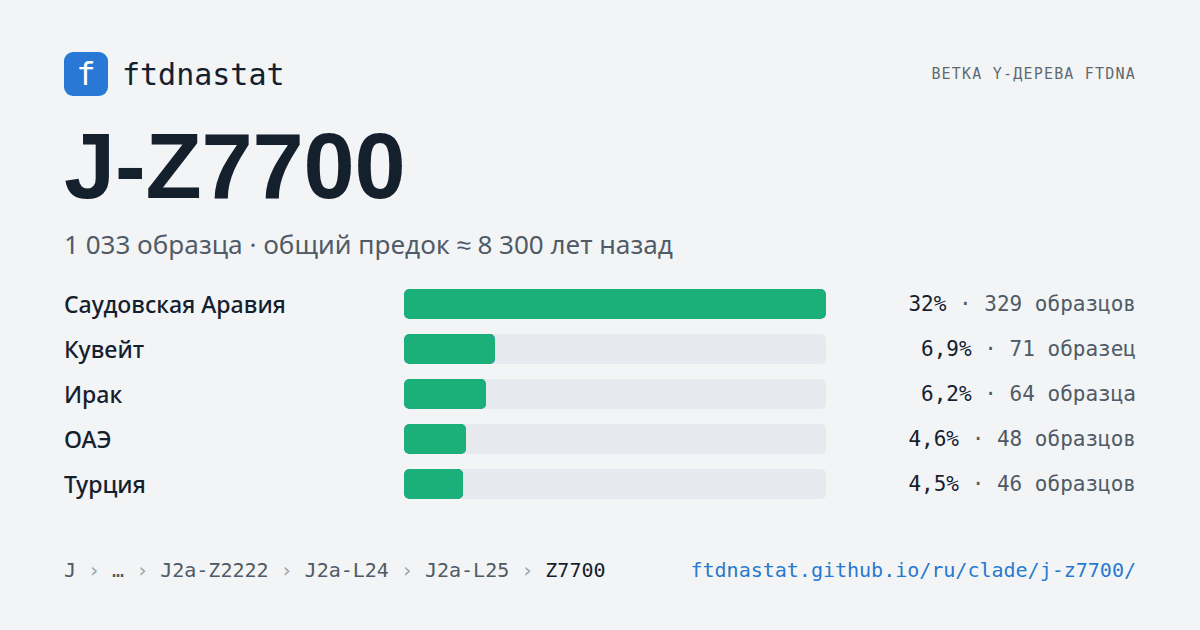 f ftdnastat
ВЕТКА Y-ДЕРЕВА FTDNA
J-Z7700
1 033 образца · общий предок ≈ 8 300 лет назад
Саудовская Аравия 32% · 329 образцов
Кувейт 6,9% · 71 образец
Ирак 6,2% · 64 образца
ОАЭ 4,6% · 48 образцов
Турция 4,5% · 46 образцов
J › … › J2a-Z2222 › J2a-L24 › J2a-L25 › Z7700
ftdnastat.github.io/ru/clade/j-z7700/